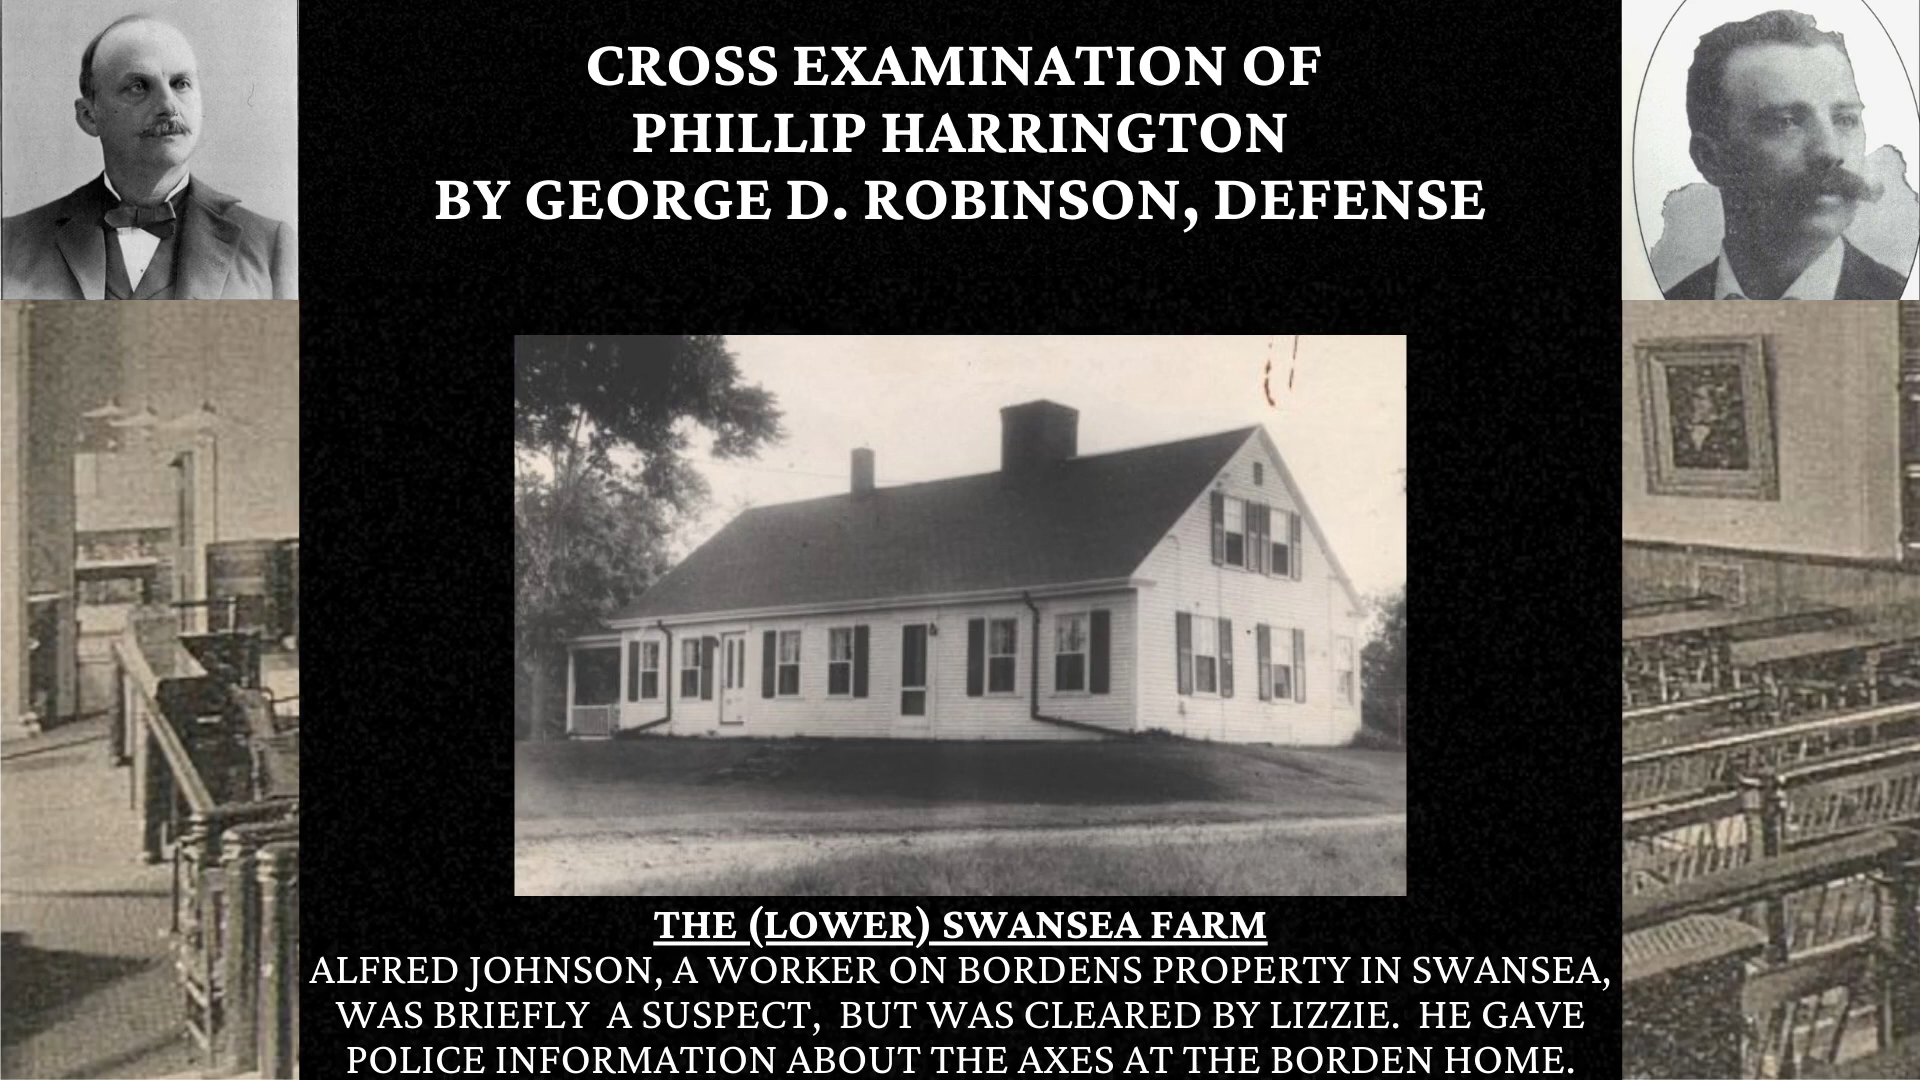 CROSS EXAMINATION OF
PHILLIP HARRINGTON
BY GEORGE D. ROBINSON, DEFENSE
THE (LOWER) SWANSEA FARM
ALFRED JOHNSON, A WORKER ON BORDENS PROPERTY IN SWANSEA,
WAS BRIEFLY A SUSPECT, BUT WAS CLEARED BY LIZZIE. HE GAVE
POLICE INFORMATION ABOUT THE AXES AT THE BORDEN HOME.